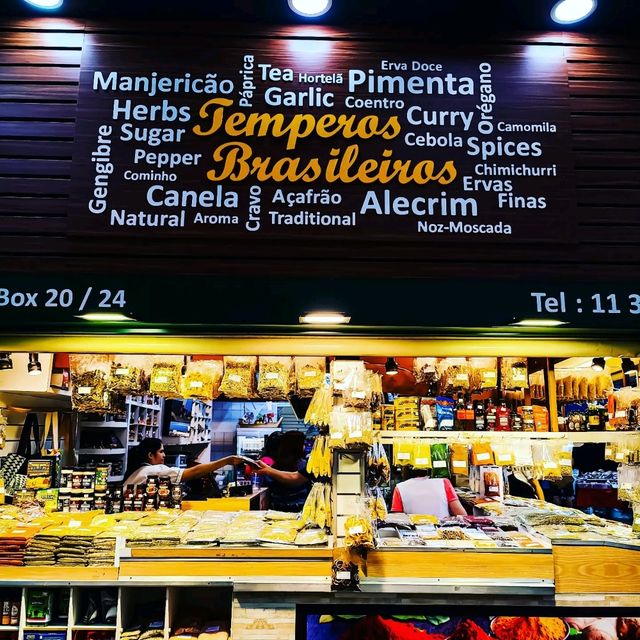 Erva Doce
Manjericão Páprica Tea Hortelã Pimenta Orégano
Herbs Garlic Coentro Curry Camomila
Sugar Temperos Cebola Spices
Gengibre Pepper Brasileiros Chimichurri
Cominho Ervas
Canela Cravo Açafrão Alecrim Finas
Natural Aroma Traditional Noz-Moscada
Box 20 / 24
Tel : 11 3